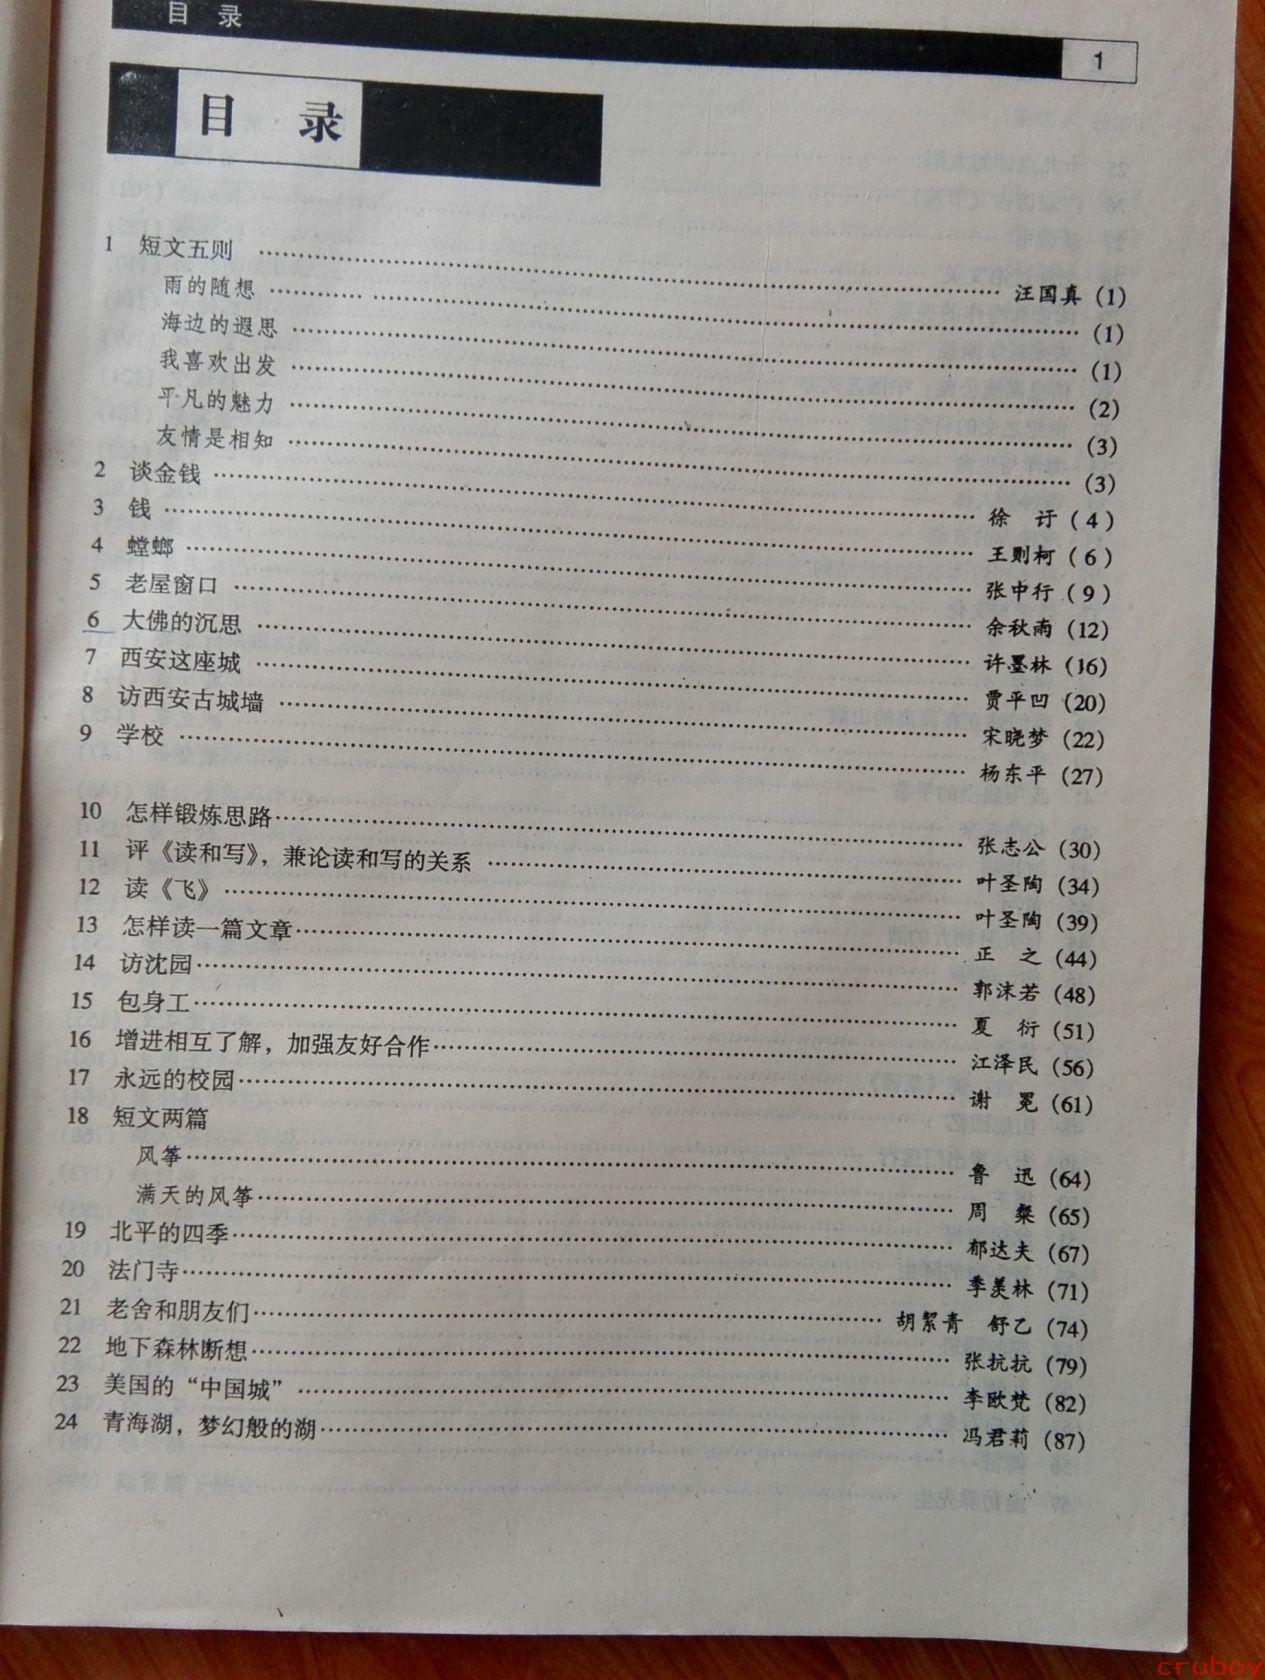 目 录 1
目 录
1 短文五则 …… 汪国真 (1)
雨的随想 …… (1)
海边的遐思 …… (1)
我喜欢出发 …… (2)
平凡的魅力 …… (3)
友情是相知 …… (3)
2 谈金钱 …… 徐 訏 (4)
3 钱 …… 王则柯 (6)
4 螳螂 …… 张中行 (9)
5 老屋窗口 …… 余秋雨 (12)
6 大佛的沉思 …… 许墨林 (16)
7 西安这座城 …… 贾平凹 (20)
8 访西安古城墙 …… 宋晓梦 (22)
9 学校 …… 杨东平 (27)
10 怎样锻炼思路 …… 张志公 (30)
11 评《读和写》，兼论读和写的关系 …… 叶圣陶 (34)
12 读《飞》 …… 叶圣陶 (39)
13 怎样读一篇文章 …… 正 之 (44)
14 访沈园 …… 郭沫若 (48)
15 包身工 …… 夏 衍 (51)
16 增进相互了解，加强友好合作 …… 江泽民 (56)
17 永远的校园 …… 谢 冕 (61)
18 短文两篇
风筝 …… 鲁 迅 (64)
满天的风筝 …… 周 粲 (65)
19 北平的四季 …… 郁达夫 (67)
20 法门寺 …… 季羡林 (71)
21 老舍和朋友们 …… 胡絜青 舒乙 (74)
22 地下森林断想 …… 张抗抗 (79)
23 美国的“中国城” …… 李欧梵 (82)
24 青海湖，梦幻般的湖 …… 冯君莉 (87)
cruboy